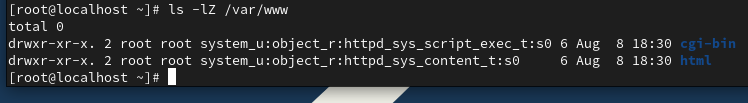 [root@localhost ~]# ls -lZ /var/www
total 0
drwxr-xr-x. 2 root root system_u:object_r:httpd_sys_script_exec_t:s0 6 Aug  8 18:30 cgi-bin
drwxr-xr-x. 2 root root system_u:object_r:httpd_sys_content_t:s0     6 Aug  8 18:30 html
[root@localhost ~]#